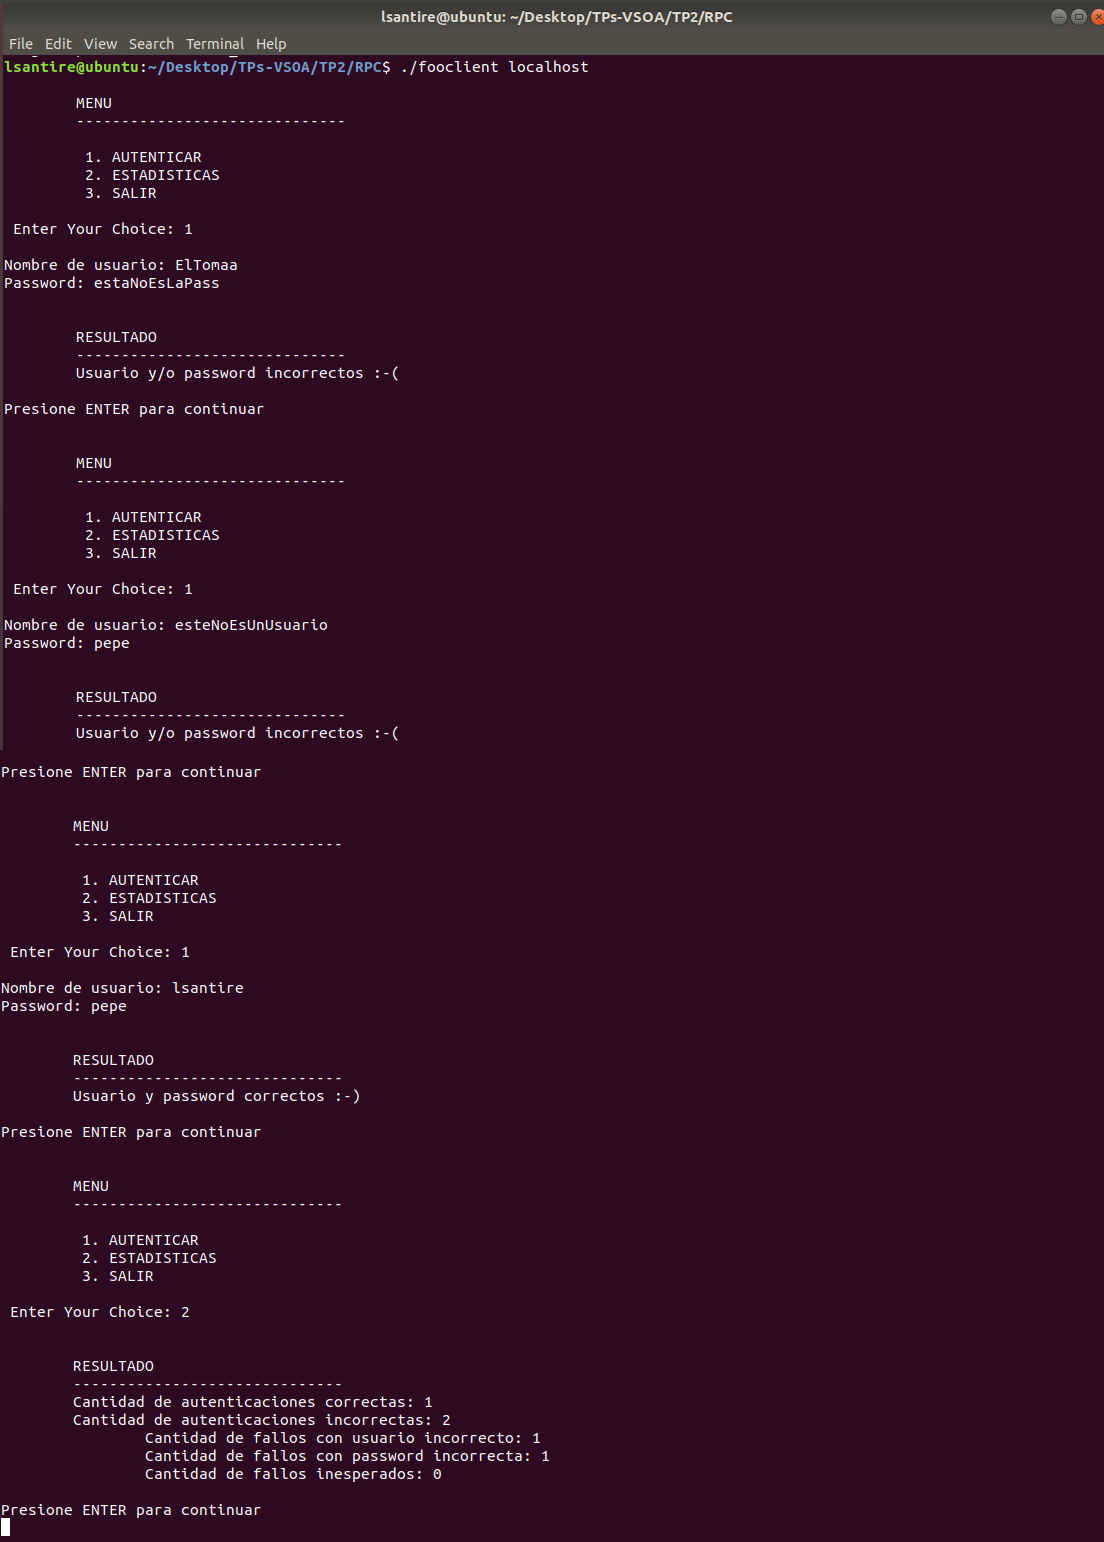 lsantire@ubuntu: ~/Desktop/TPs-VSOA/TP2/RPC
File Edit View Search Terminal Help
lsantire@ubuntu:~/Desktop/TPs-VSOA/TP2/RPC$ ./fooclient localhost
MENU
------------------------------
1. AUTENTICAR
2. ESTADISTICAS
3. SALIR
Enter Your Choice: 1
Nombre de usuario: ElTomaa
Password: estaNoEsLaPass
RESULTADO
------------------------------
Usuario y/o password incorrectos :-(
Presione ENTER para continuar
MENU
------------------------------
1. AUTENTICAR
2. ESTADISTICAS
3. SALIR
Enter Your Choice: 1
Nombre de usuario: esteNoEsUnUsuario
Password: pepe
RESULTADO
------------------------------
Usuario y/o password incorrectos :-(
Presione ENTER para continuar
MENU
------------------------------
1. AUTENTICAR
2. ESTADISTICAS
3. SALIR
Enter Your Choice: 1
Nombre de usuario: lsantire
Password: pepe
RESULTADO
------------------------------
Usuario y password correctos :-)
Presione ENTER para continuar
MENU
------------------------------
1. AUTENTICAR
2. ESTADISTICAS
3. SALIR
Enter Your Choice: 2
RESULTADO
------------------------------
Cantidad de autenticaciones correctas: 1
Cantidad de autenticaciones incorrectas: 2
Cantidad de fallos con usuario incorrecto: 1
Cantidad de fallos con password incorrecta: 1
Cantidad de fallos inesperados: 0
Presione ENTER para continuar